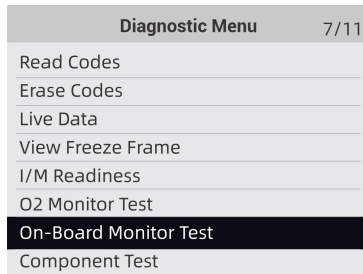 Diagnostic Menu 7/11
Read Codes
Erase Codes
Live Data
View Freeze Frame
I/M Readiness
O2 Monitor Test
On-Board Monitor Test
Component Test